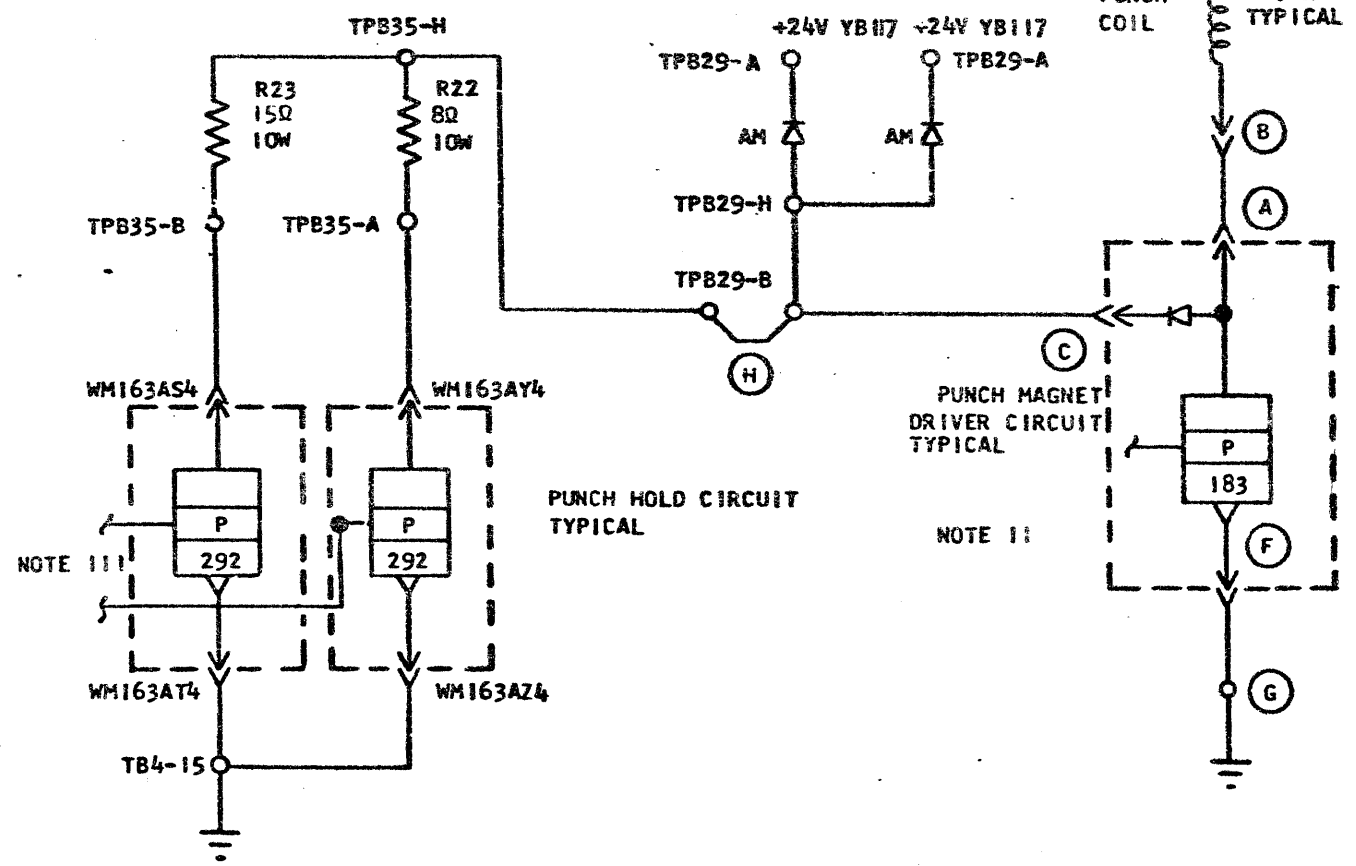 TPB35-H
+24V YB117 +24V YB117
COIL
TYPICAL
TPB29-A
TPB29-A
R23
15Ω
10W
R22
8Ω
10W
AM
AM
B
TPB35-B
TPB35-A
TPB29-H
A
TPB29-B
C
H
WM163AS4
WM163AY4
PUNCH MAGNET
DRIVER CIRCUIT
TYPICAL
P
183
PUNCH HOLD CIRCUIT
TYPICAL
P
292
P
292
NOTE III
NOTE II
F
WM163AT4
WM163AZ4
G
TB4-15